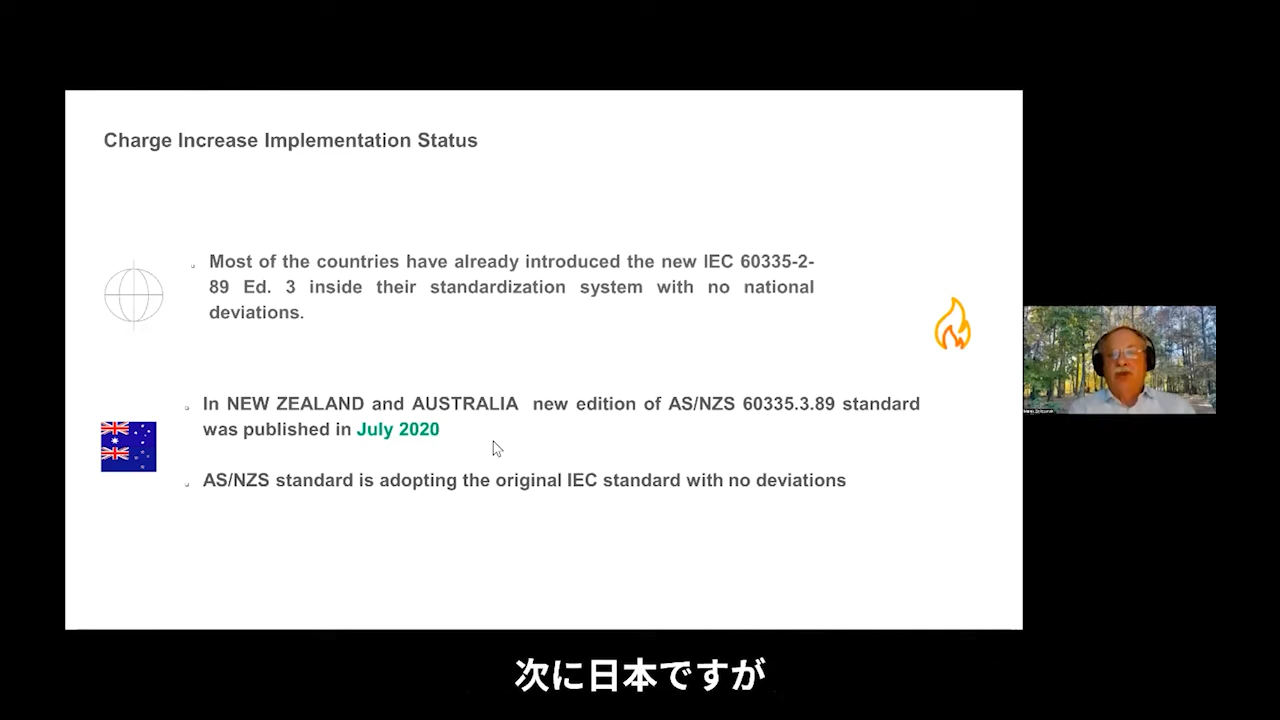 Charge Increase Implementation Status
Most of the countries have already introduced the new IEC 60335-2-
89 Ed. 3 inside their standardization system with no national
deviations.
In NEW ZEALAND and AUSTRALIA new edition of AS/NZS 60335.3.89 standard
was published in July 2020
AS/NZS standard is adopting the original IEC standard with no deviations
次に日本ですが